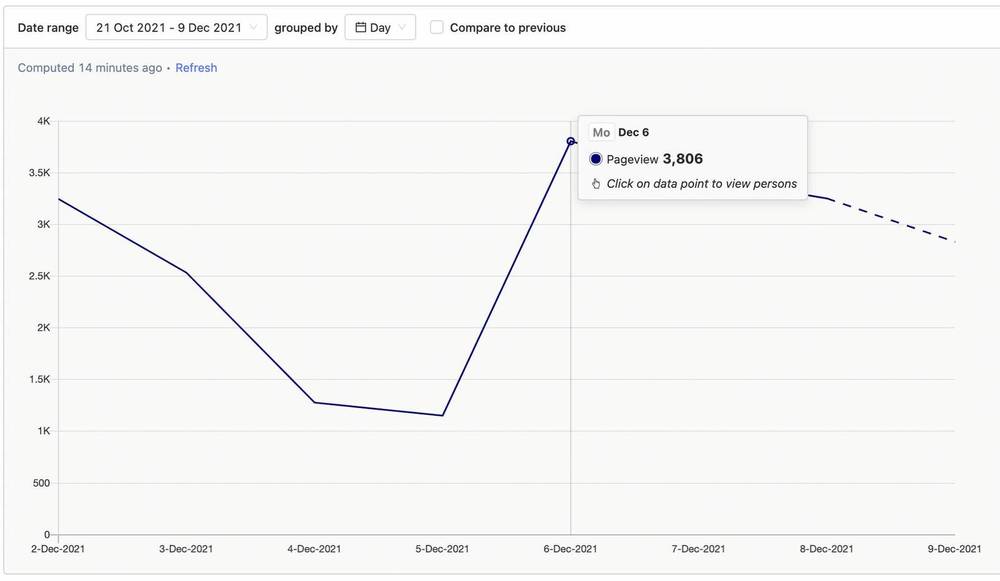 Date range 21 Oct 2021 - 9 Dec 2021 grouped by Day Compare to previous
Computed 14 minutes ago • Refresh
4K
3.5K
3K
2.5K
2K
1.5K
1K
500
0
Mo Dec 6
Pageview 3,806
Click on data point to view persons
2-Dec-2021 3-Dec-2021 4-Dec-2021 5-Dec-2021 6-Dec-2021 7-Dec-2021 8-Dec-2021 9-Dec-2021